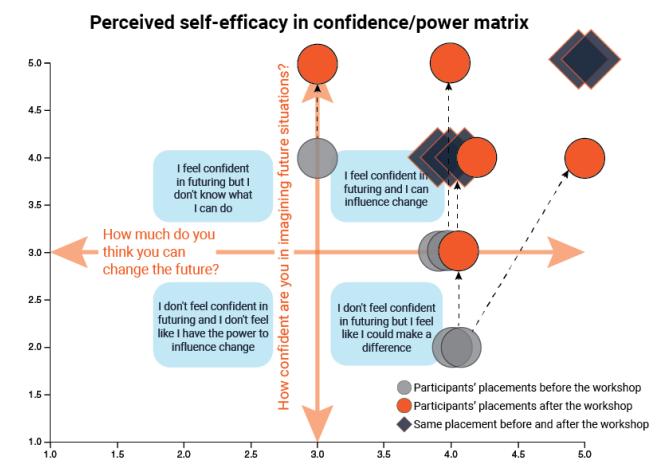 Perceived self-efficacy in confidence/power matrix
5.0
4.5
4.0
3.5
3.0
2.5
2.0
1.5
1.0
1.0
1.5
2.0
2.5
3.0
3.5
4.0
4.5
5.0
How confident are you in imagining future situations?
How much do you
think you can
change the future?
I feel confident
in futuring but I
don't know what
I can do
I feel confident in
futuring and I can
influence change
I don't feel confident in
futuring and I don't feel
like I have the power to
influence change
I don't feel confident
in futuring but I feel
like I could make a
difference
Participants' placements before the workshop
Participants' placements after the workshop
Same placement before and after the workshop